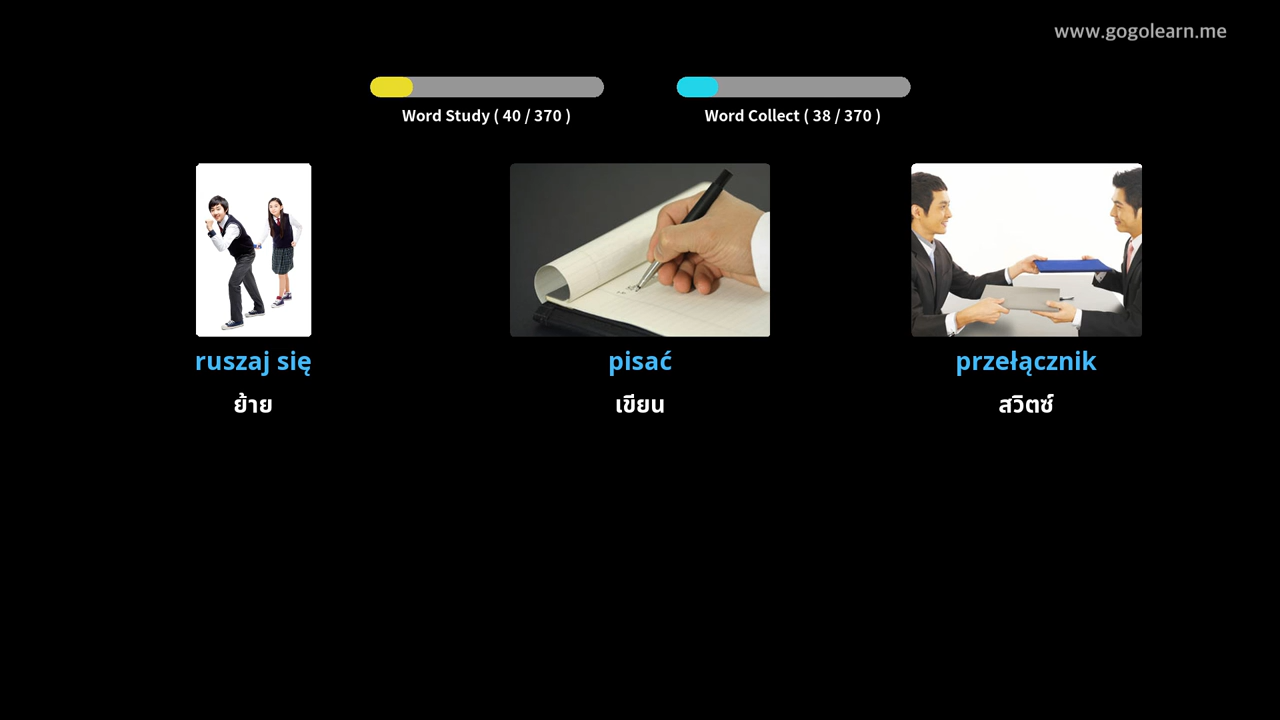 www.gogolearn.me
Word Study ( 40 / 370 )
Word Collect ( 38 / 370 )
ruszaj się
pisać
przełącznik
ย้าย
เขียน
สวิตซ์